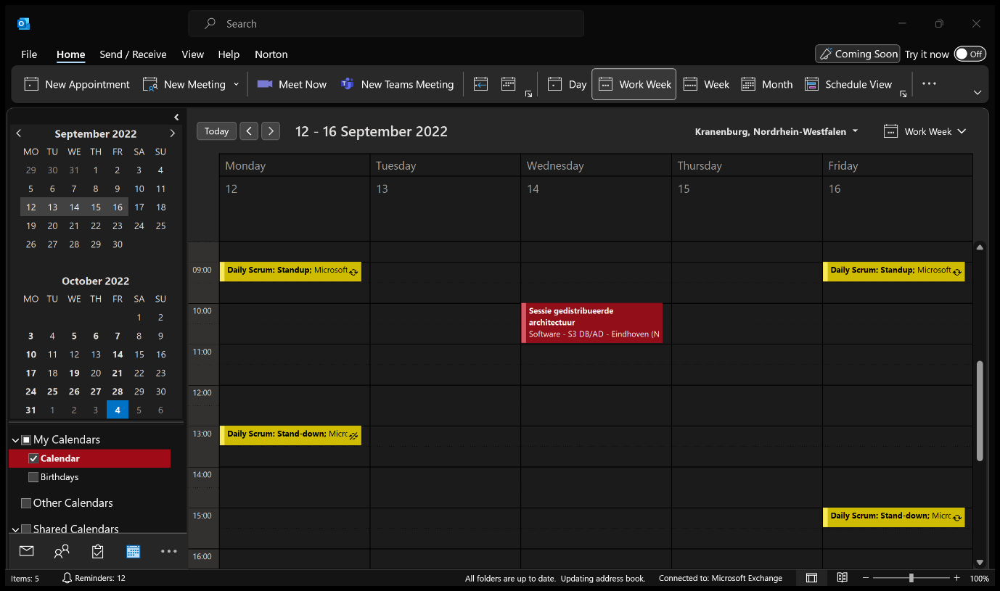 Search
File Home Send / Receive View Help Norton
Coming Soon Try it now Off
New Appointment New Meeting Meet Now New Teams Meeting Day Work Week Week Month Schedule View
September 2022
MO TU WE TH FR SA SU
29 30 31 1 2 3 4
5 6 7 8 9 10 11
12 13 14 15 16 17 18
19 20 21 22 23 24 25
26 27 28 29 30
October 2022
MO TU WE TH FR SA SU
1 2
3 4 5 6 7 8 9
10 11 12 13 14 15 16
17 18 19 20 21 22 23
24 25 26 27 28 29 30
31 1 2 3 4 5 6
My Calendars
Calendar
Birthdays
Other Calendars
Shared Calendars
Today 12 - 16 September 2022 Kranenburg, Nordrhein-Westfalen Work Week
Monday Tuesday Wednesday Thursday Friday
12 13 14 15 16
09:00 Daily Scrum: Standup; Microsoft Daily Scrum: Standup; Microsoft
10:00 Sessie gedistribueerde
architectuur
Software - S3 DB/AD - Eindhoven (N
11:00
12:00
13:00 Daily Scrum: Stand-down; Micro
14:00
15:00 Daily Scrum: Stand-down; Micro
16:00
Items: 5 Reminders: 12 All folders are up to date. Updating address book. Connected to: Microsoft Exchange 100%